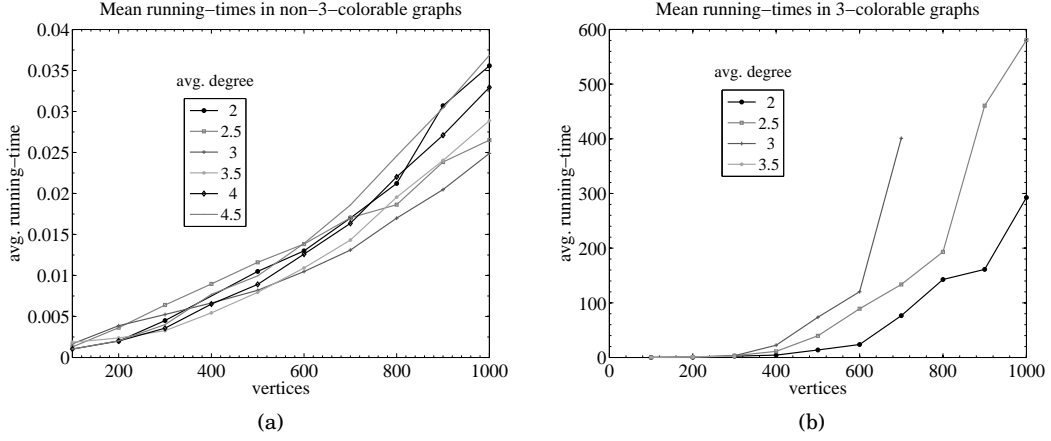 Mean running−times in non−3−colorable graphs
0.04
0.035
0.03
0.025
0.02
0.015
0.01
0.005
0
avg. running−time
avg. degree
2
2.5
3
3.5
4
4.5
200 400 600 800 1000
vertices
(a)
Mean running−times in 3−colorable graphs
600
500
400
300
200
100
0
avg. running−time
avg. degree
2
2.5
3
3.5
0 200 400 600 800 1000
vertices
(b)